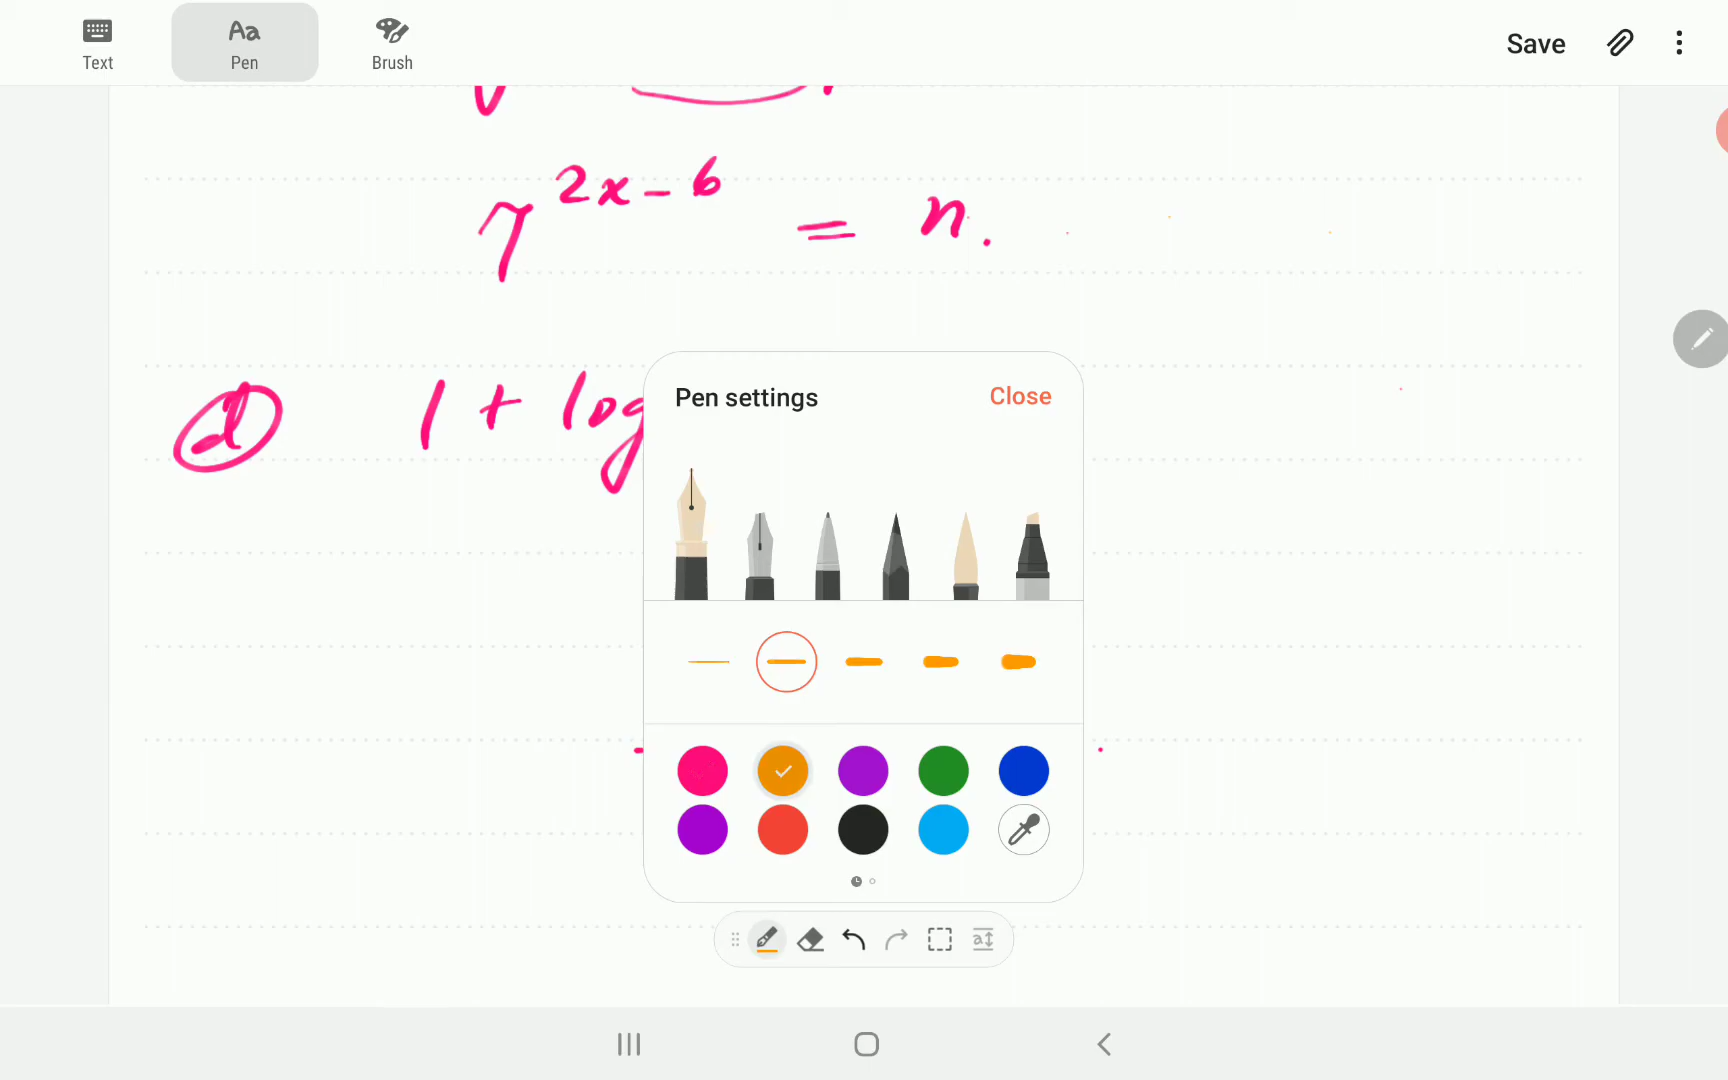 Text
Pen
Brush
Save
7^{2x-6} = n.
d 1 + log
Pen settings
Close